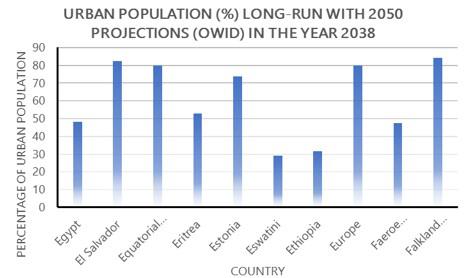 URBAN POPULATION (%) LONG-RUN WITH 2050
PROJECTIONS (OWID) IN THE YEAR 2038
PERCENTAGE OF URBAN POPULATION
90
80
70
60
50
40
30
20
10
0
Egypt
El Salvador
Equatorial...
Eritrea
Estonia
Eswatini
Ethiopia
Europe
Faeroe...
Falkland...
COUNTRY